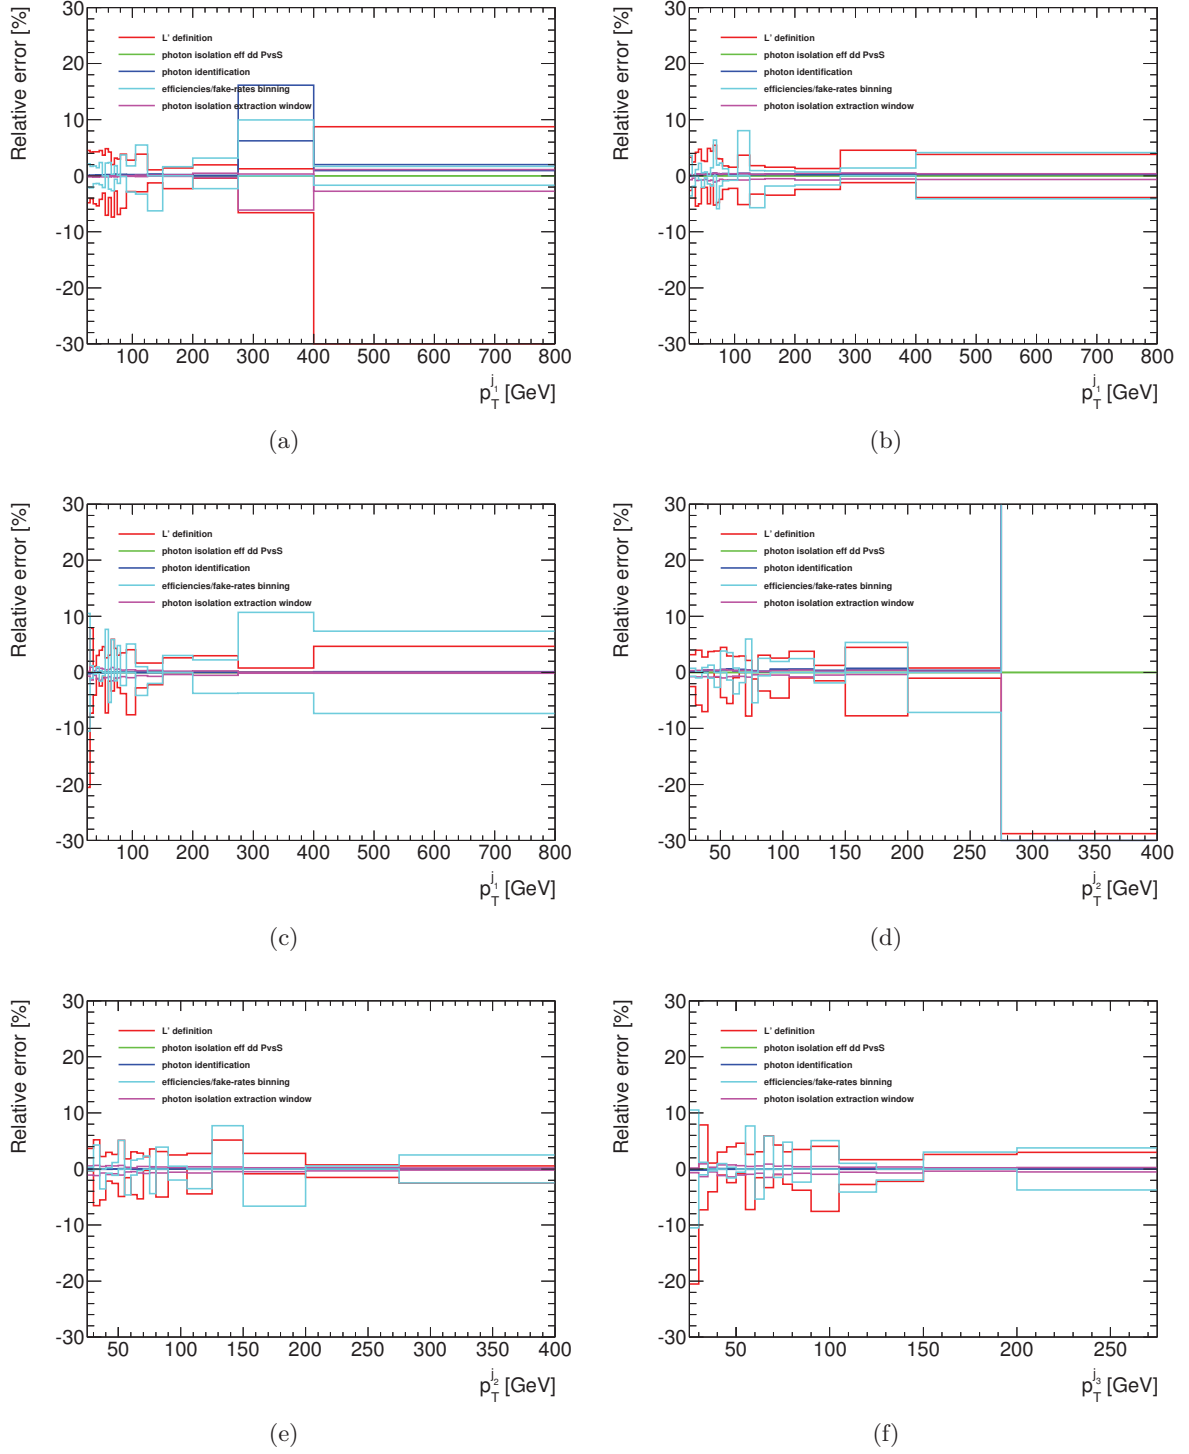 Relative error [%]
30
20
10
0
-10
-20
-30
L' definition
photon isolation eff dd PvsS
photon identification
efficiencies/fake-rates binning
photon isolation extraction window
100 200 300 400 500 600 700 800
p_T^{j_1} [GeV]
(a)
Relative error [%]
30
20
10
0
-10
-20
-30
L' definition
photon isolation eff dd PvsS
photon identification
efficiencies/fake-rates binning
photon isolation extraction window
100 200 300 400 500 600 700 800
p_T^{j_1} [GeV]
(b)
Relative error [%]
30
20
10
0
-10
-20
-30
L' definition
photon isolation eff dd PvsS
photon identification
efficiencies/fake-rates binning
photon isolation extraction window
100 200 300 400 500 600 700 800
p_T^{j_1} [GeV]
(c)
Relative error [%]
30
20
10
0
-10
-20
-30
L' definition
photon isolation eff dd PvsS
photon identification
efficiencies/fake-rates binning
photon isolation extraction window
50 100 150 200 250 300 350 400
p_T^{j_2} [GeV]
(d)
Relative error [%]
30
20
10
0
-10
-20
-30
L' definition
photon isolation eff dd PvsS
photon identification
efficiencies/fake-rates binning
photon isolation extraction window
50 100 150 200 250 300 350 400
p_T^{j_2} [GeV]
(e)
Relative error [%]
30
20
10
0
-10
-20
-30
L' definition
photon isolation eff dd PvsS
photon identification
efficiencies/fake-rates binning
photon isolation extraction window
50 100 150 200 250
p_T^{j_3} [GeV]
(f)